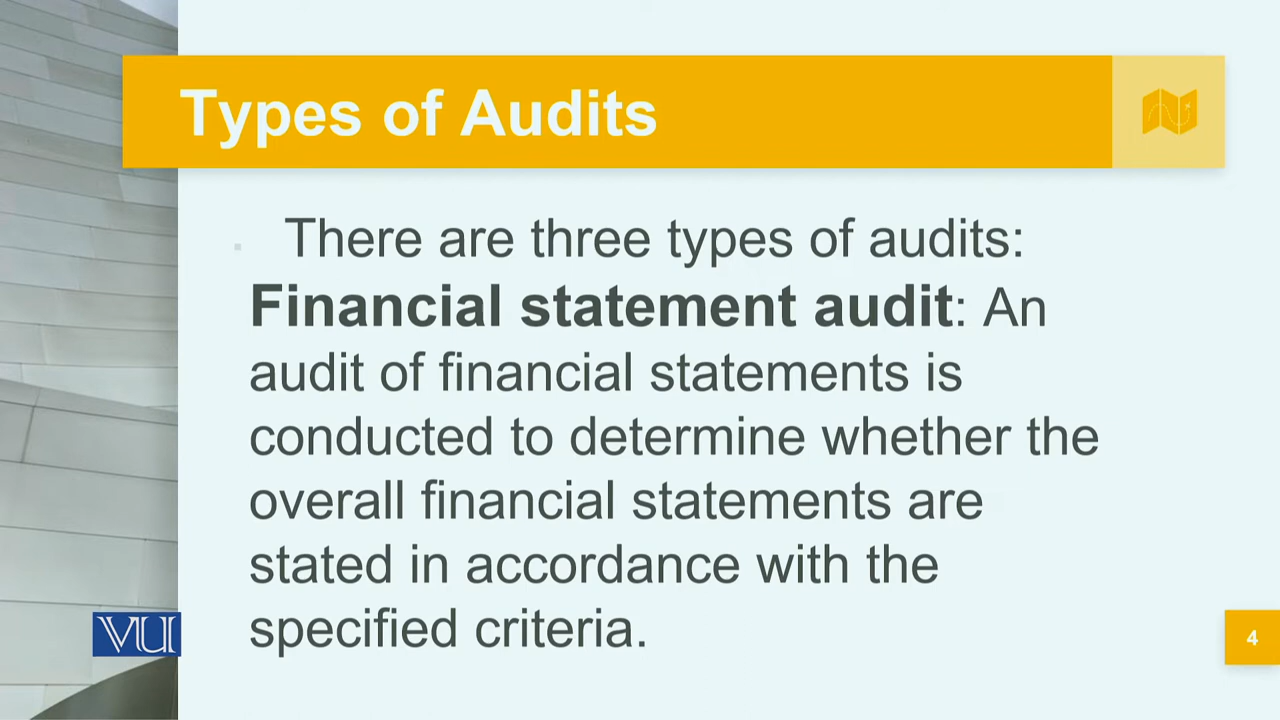 Types of Audits
There are three types of audits:
Financial statement audit: An
audit of financial statements is
conducted to determine whether the
overall financial statements are
stated in accordance with the
specified criteria.
VU
4